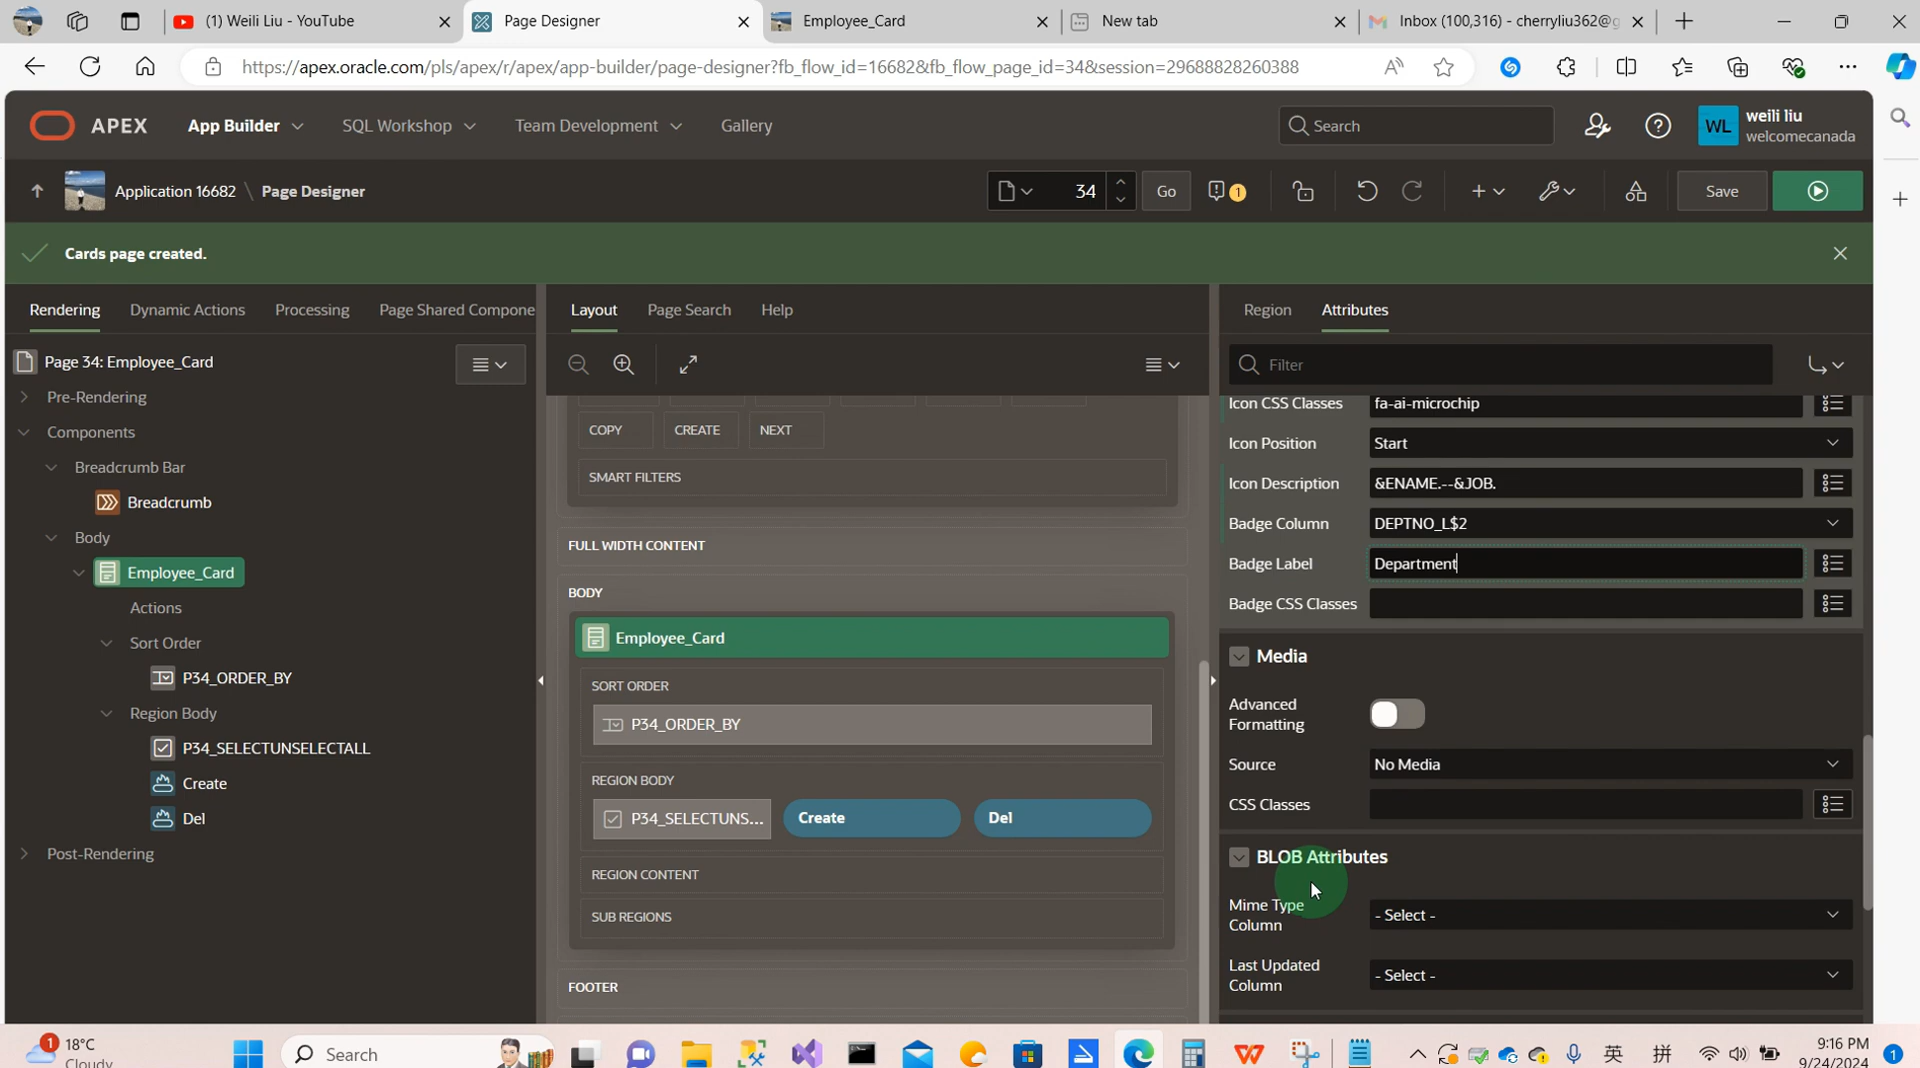 (1) Weili Liu - YouTube
Page Designer
Employee_Card
New tab
Inbox (100,316) - cherryliu362@g
https://apex.oracle.com/pls/apex/r/apex/app-builder/page-designer?fb_flow_id=16682&fb_flow_page_id=34&session=29688828260388
APEX
App Builder
SQL Workshop
Team Development
Gallery
Search
WL
weili liu
welcomecanada
Application 16682 \ Page Designer
34
Go
1
Save
Cards page created.
Rendering
Dynamic Actions
Processing
Page Shared Compone
Layout
Page Search
Help
Region
Attributes
Page 34: Employee_Card
Pre-Rendering
Components
Breadcrumb Bar
Breadcrumb
Body
Employee_Card
Actions
Sort Order
P34_ORDER_BY
Region Body
P34_SELECTUNSELECTALL
Create
Del
Post-Rendering
COPY
CREATE
NEXT
SMART FILTERS
FULL WIDTH CONTENT
BODY
Employee_Card
SORT ORDER
P34_ORDER_BY
REGION BODY
P34_SELECTUNS...
Create
Del
REGION CONTENT
SUB REGIONS
FOOTER
Filter
Icon CSS Classes
fa-ai-microchip
Icon Position
Start
Icon Description
&ENAME.--&JOB.
Badge Column
DEPTNO_L$2
Badge Label
Department
Badge CSS Classes
Media
Advanced
Formatting
Source
No Media
CSS Classes
BLOB Attributes
Mime Type
Column
- Select -
Last Updated
Column
- Select -
1
18°C
Cloudy
Search
英
拼
9:16 PM
9/24/2024
1